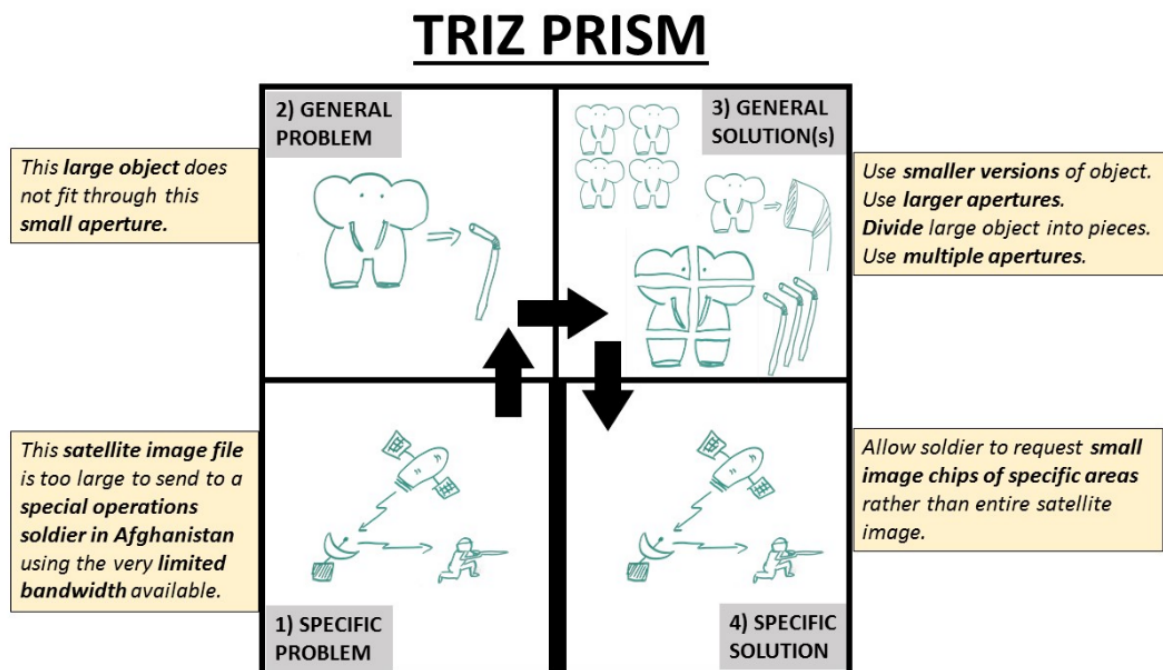 TRIZ PRISM
2) GENERAL
PROBLEM
3) GENERAL
SOLUTION(s)
This large object does
not fit through this
small aperture.
Use smaller versions of object.
Use larger apertures.
Divide large object into pieces.
Use multiple apertures.
This satellite image file
is too large to send to a
special operations
soldier in Afghanistan
using the very limited
bandwidth available.
Allow soldier to request small
image chips of specific areas
rather than entire satellite
image.
1) SPECIFIC
PROBLEM
4) SPECIFIC
SOLUTION